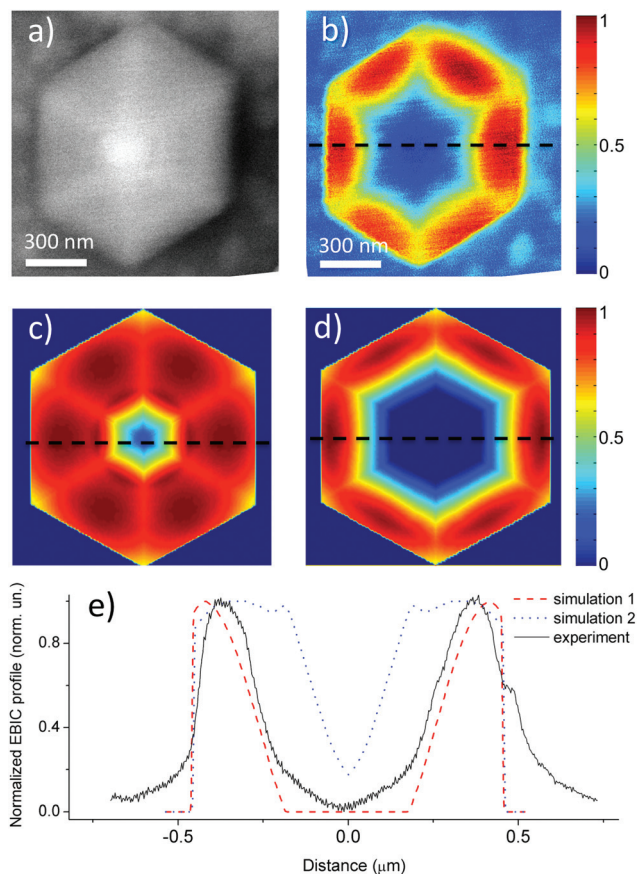 a)
b)
1
0.5
0
300 nm
300 nm
c)
d)
1
0.5
0
e)
simulation 1
simulation 2
experiment
Normalized EBIC profile (norm. un.)
0.8
0.4
0.0
-0.5
0.0
0.5
Distance (μm)